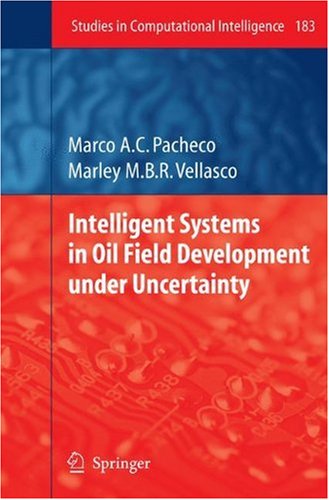 Studies in Computational Intelligence 183
Marco A.C. Pacheco
Marley M.B.R. Vellasco
Intelligent Systems
in Oil Field Development
under Uncertainty
Springer